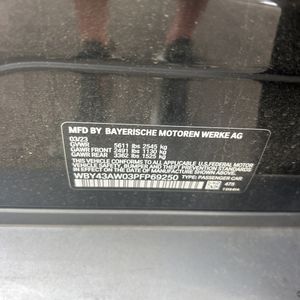 MFD BY BAYERISCHE MOTOREN WERKE AG
03/23
GVWR 5611 lbs 2545 kg
GAWR FRONT 2491 lbs 1130 kg
GAWR REAR 3362 lbs 1525 kg
THIS VEHICLE CONFORMS TO ALL APPLICABLE U.S. FEDERAL MOTOR
VEHICLE SAFETY, BUMPER, AND THEFT PREVENTION STANDARDS
IN EFFECT ON THE DATE OF MANUFACTURE SHOWN ABOVE.
WBY43AW03PFP69250 TYPE: PASSENGER CAR
475